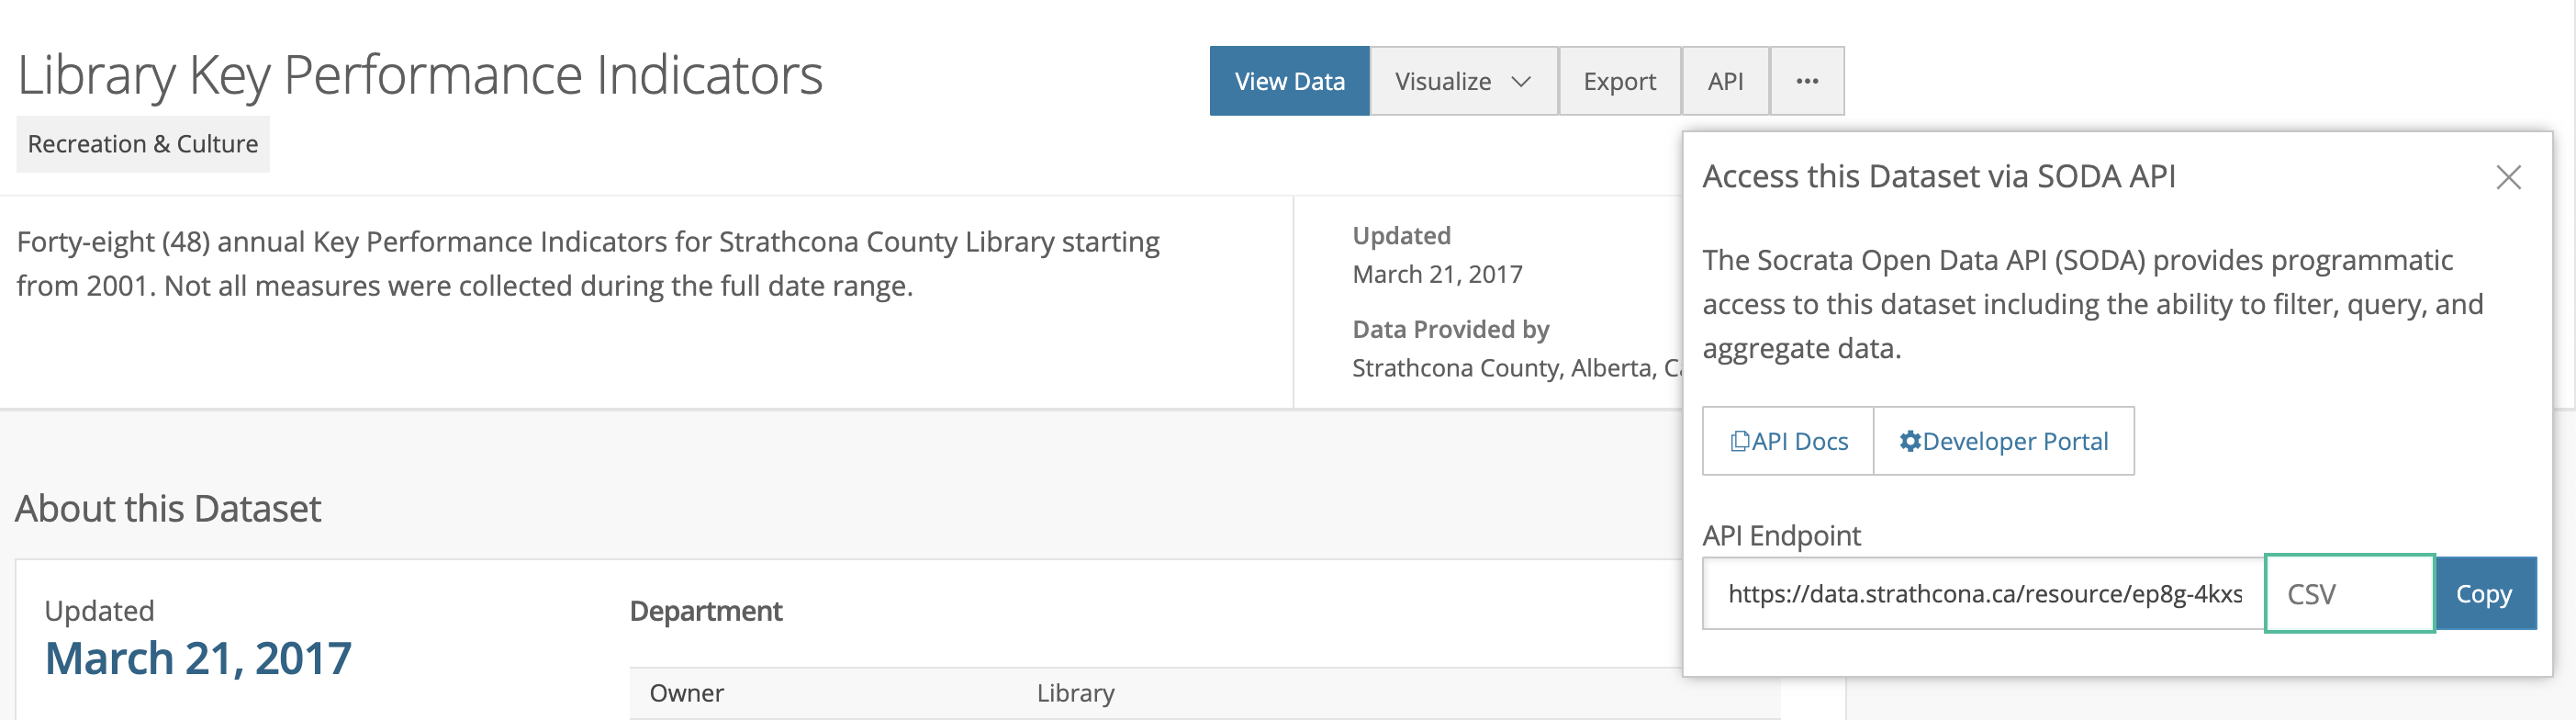 Library Key Performance Indicators
View Data
Visualize
Export
API
Recreation & Culture
Forty-eight (48) annual Key Performance Indicators for Strathcona County Library starting
from 2001. Not all measures were collected during the full date range.
Updated
March 21, 2017
Data Provided by
Strathcona County, Alberta,
Access this Dataset via SODA API
The Socrata Open Data API (SODA) provides programmatic
access to this dataset including the ability to filter, query, and
aggregate data.
API Docs
Developer Portal
API Endpoint
https://data.strathcona.ca/resource/ep8g-4kxs
CSV
Copy
About this Dataset
Updated
March 21, 2017
Department
Owner
Library